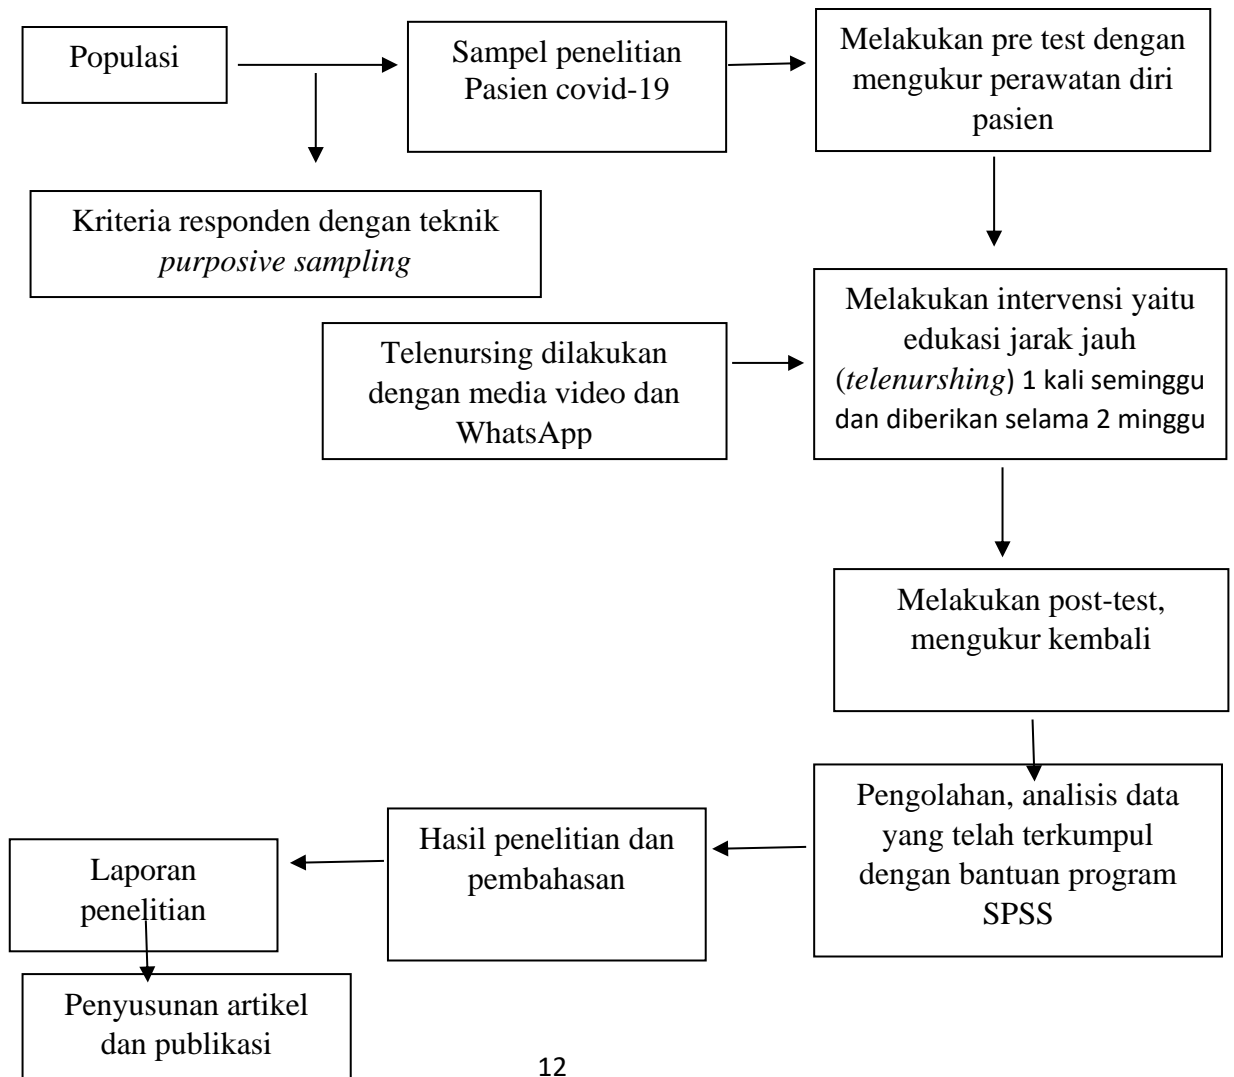 Populasi
Sampel penelitian
Pasien covid-19
Melakukan pre test dengan
mengukur perawatan diri
pasien
Kriteria responden dengan teknik
purposive sampling
Telenursing dilakukan
dengan media video dan
WhatsApp
Melakukan intervensi yaitu
edukasi jarak jauh
(telenurshing) 1 kali seminggu
dan diberikan selama 2 minggu
Melakukan post-test,
mengukur kembali
Pengolahan, analisis data
yang telah terkumpul
dengan bantuan program
SPSS
Hasil penelitian dan
pembahasan
Laporan
penelitian
Penyusunan artikel
dan publikasi
12